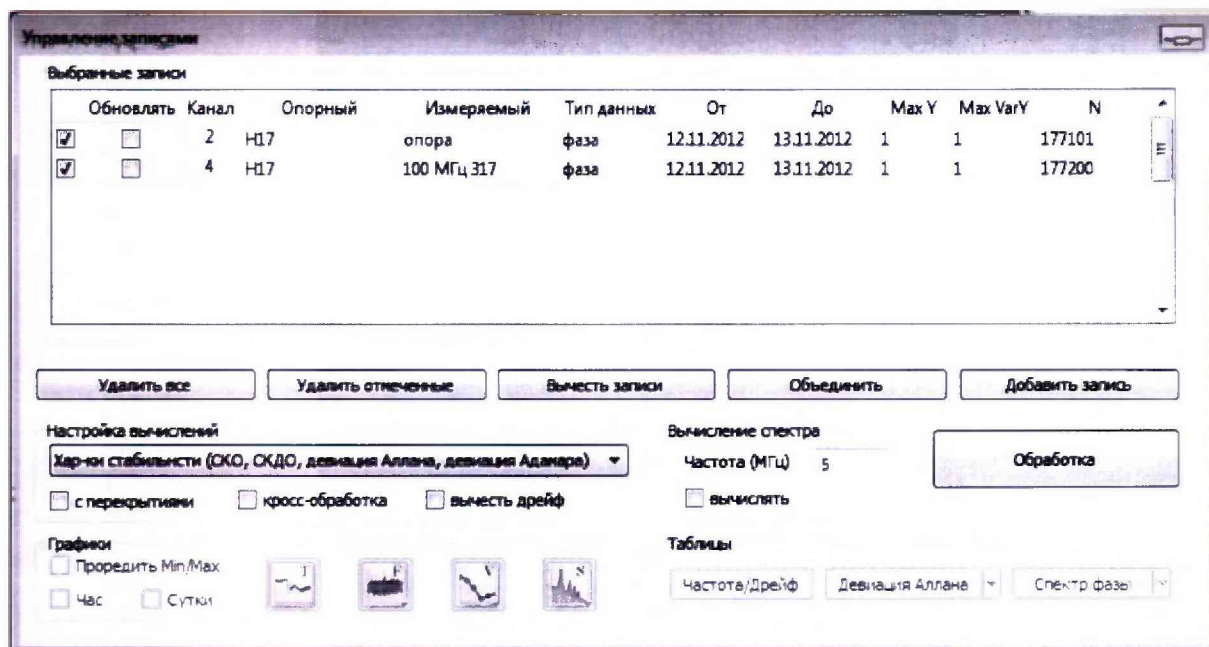 Управление записями
Выбранные записи
Обновлять Канал Опорный Измеряемый Тип данных От До Max Y Max VarY N
2 H17 опора фаза 12.11.2012 13.11.2012 1 1 177101
4 H17 100 МГц 317 фаза 12.11.2012 13.11.2012 1 1 177200
Удалить все Удалить отмеченные Вычесть записи Объединить Добавить запись
Настройка вычислений Вычисление спектра
Хар-ки стабильнсти (СКО, СКДО, девиация Аллана, девиация Адамара) Частота (МГц) 5 Обработка
с перекрытиями кросс-обработка вычесть дрейф вычислять
Графики Таблицы
Проредить Min/Max T F V S
Час Сутки Частота/Дрейф Девиация Аллана Спектр фазы